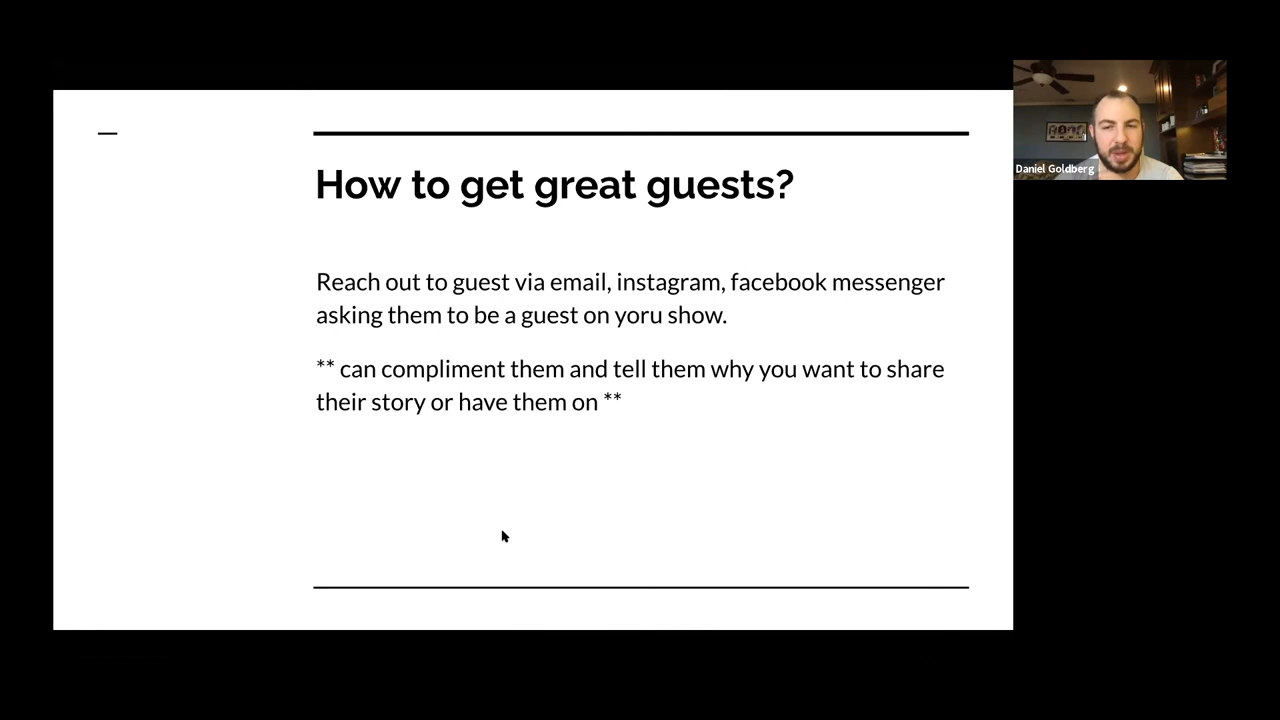 How to get great guests?
Reach out to guest via email, instagram, facebook messenger
asking them to be a guest on yoru show.
** can compliment them and tell them why you want to share
their story or have them on **
Daniel Goldberg